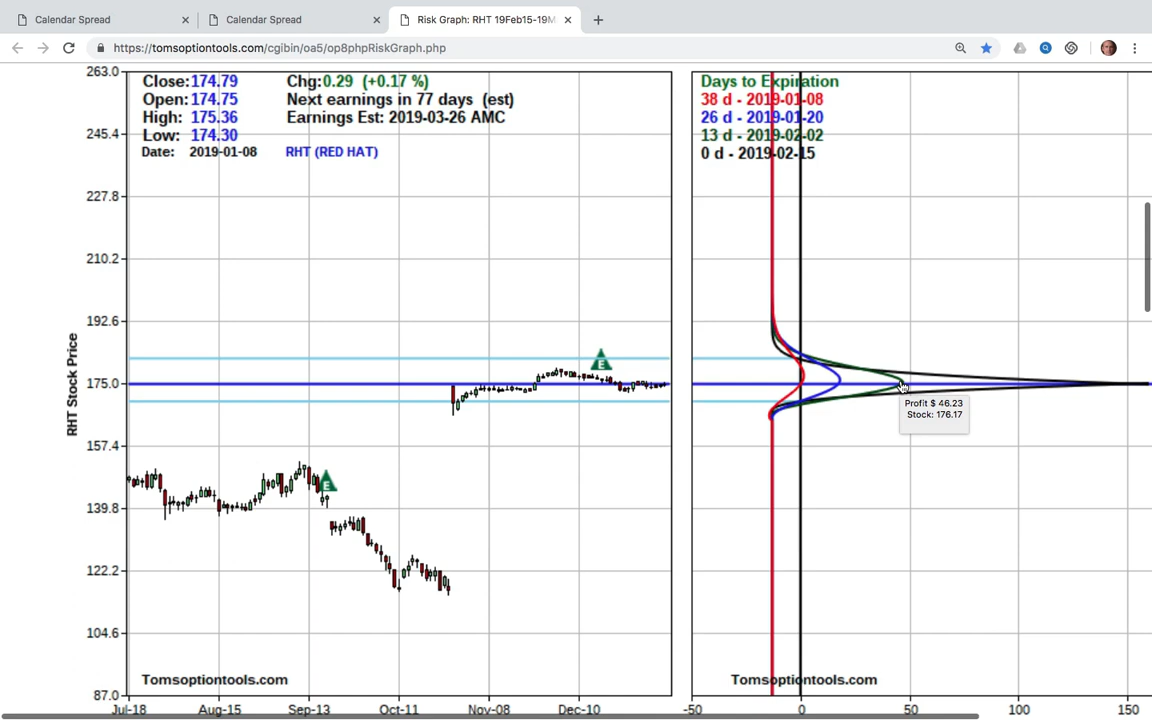 Calendar Spread
Calendar Spread
Risk Graph: RHT 19Feb15-19M
https://tomsoptiontools.com/cgibin/oa5/op8phpRiskGraph.php
Close: 174.79
Chg: 0.29 (+0.17 %)
Open: 174.75
Next earnings in 77 days (est)
High: 175.36
Earnings Est: 2019-03-26 AMC
Low: 174.30
Date: 2019-01-08
RHT (RED HAT)
Days to Expiration
38 d - 2019-01-08
26 d - 2019-01-20
13 d - 2019-02-02
0 d - 2019-02-15
263.0
245.4
227.8
210.2
192.6
175.0
157.4
139.8
122.2
104.6
87.0
RHT Stock Price
E
E
Profit $ 46.23
Stock: 176.17
Tomsoptiontools.com
Tomsoptiontools.com
Jul-18 Aug-15 Sep-13 Oct-11 Nov-08 Dec-10
-50 0 50 100 150